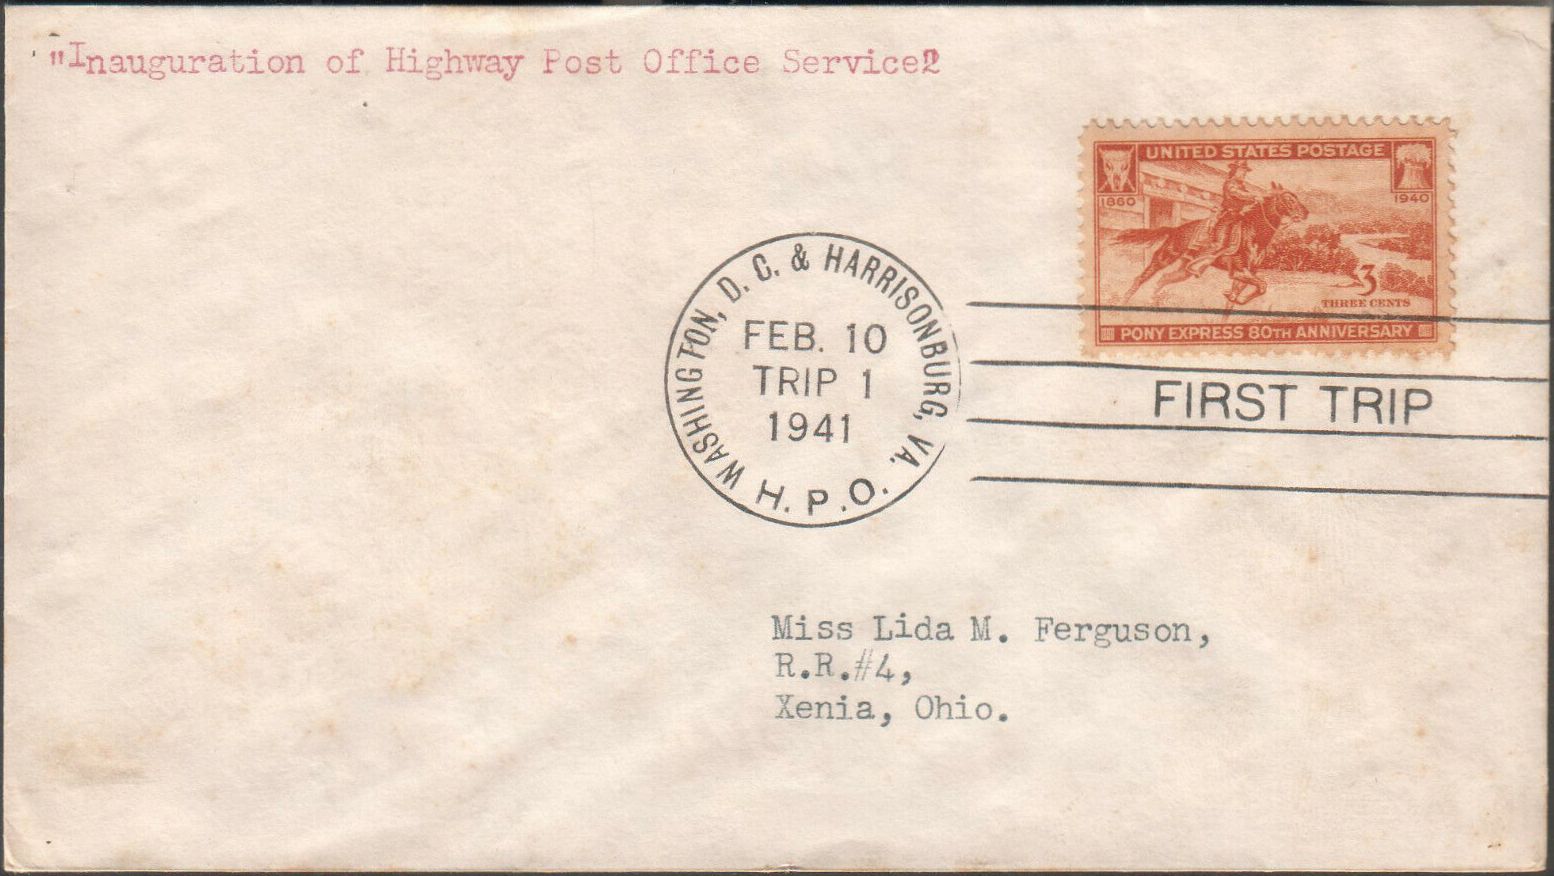 "Inauguration of Highway Post Office Service"
UNITED STATES POSTAGE
1860
1940
3
THREE CENTS
PONY EXPRESS 80TH ANNIVERSARY
WASHINGTON, D. C. & HARRISONBURG, VA.
FEB. 10
TRIP 1
1941
H.P.O.
FIRST TRIP
Miss Lida M. Ferguson,
R.R.#4,
Xenia, Ohio.